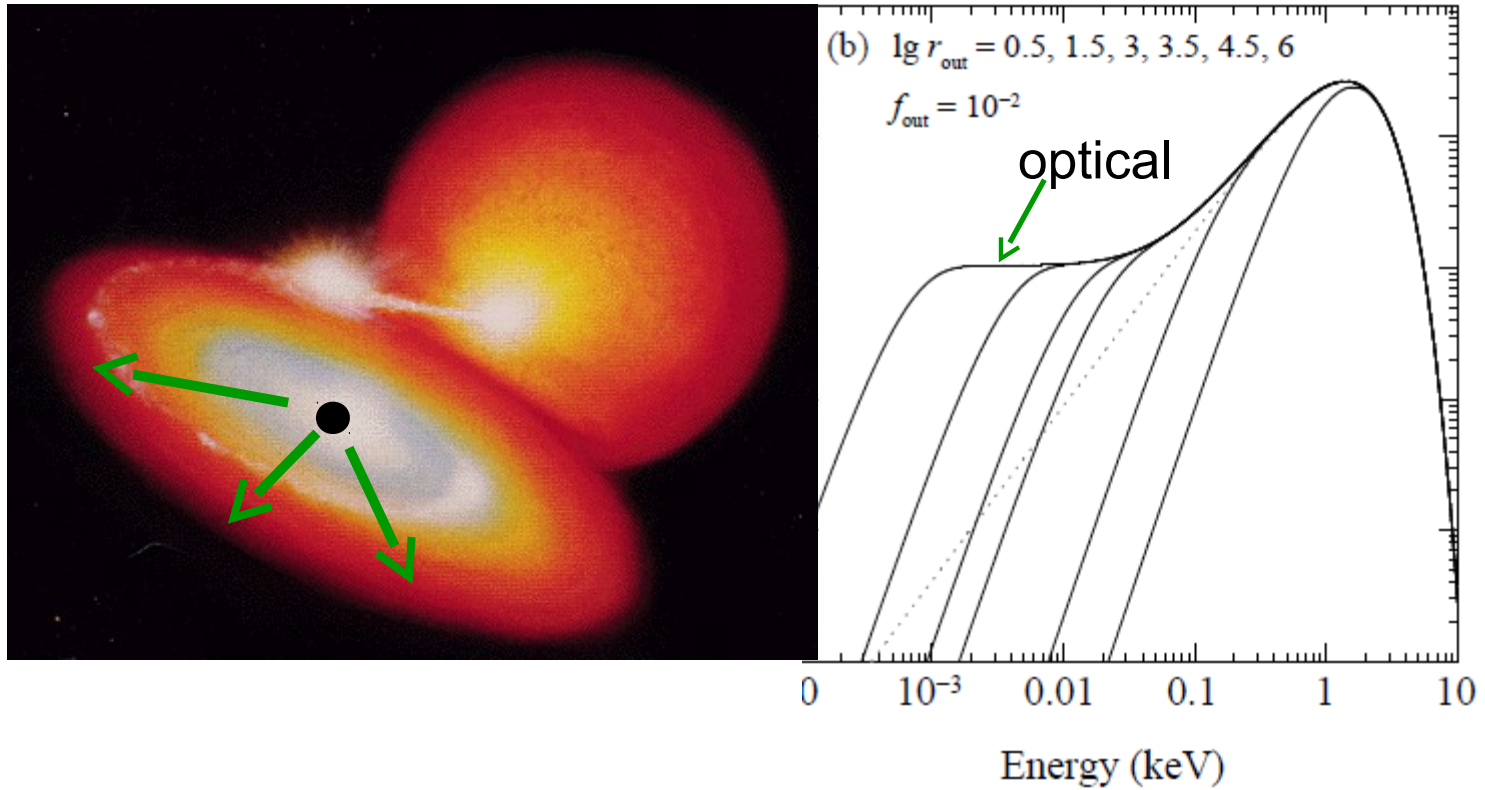 (b) lg r_out = 0.5, 1.5, 3, 3.5, 4.5, 6
f_out = 10⁻²
optical
0 10⁻³ 0.01 0.1 1 10
Energy (keV)